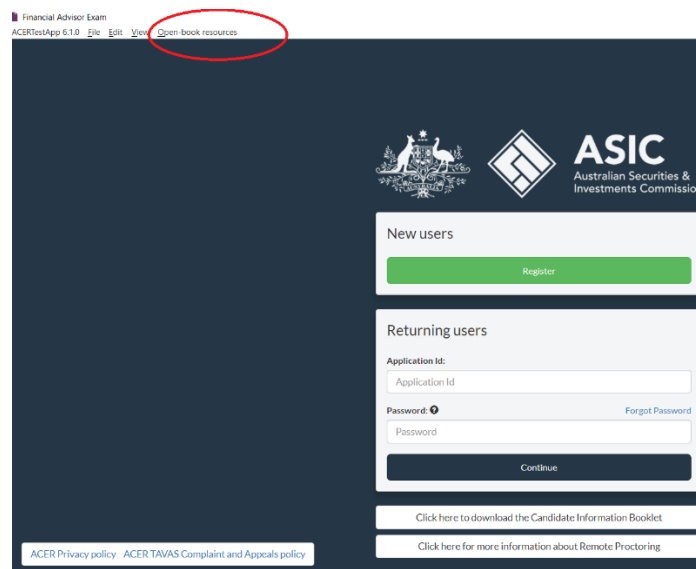 Financial Advisor Exam
ACERTestApp 6.1.0 File Edit View Open-book resources
ASIC
Australian Securities &
Investments Commissio
New users
Register
Returning users
Application Id:
Application Id
Password: Forgot Password
Password
Continue
Click here to download the Candidate Information Booklet
Click here for more information about Remote Proctoring
ACER Privacy policy ACER TAVAS Complaint and Appeals policy